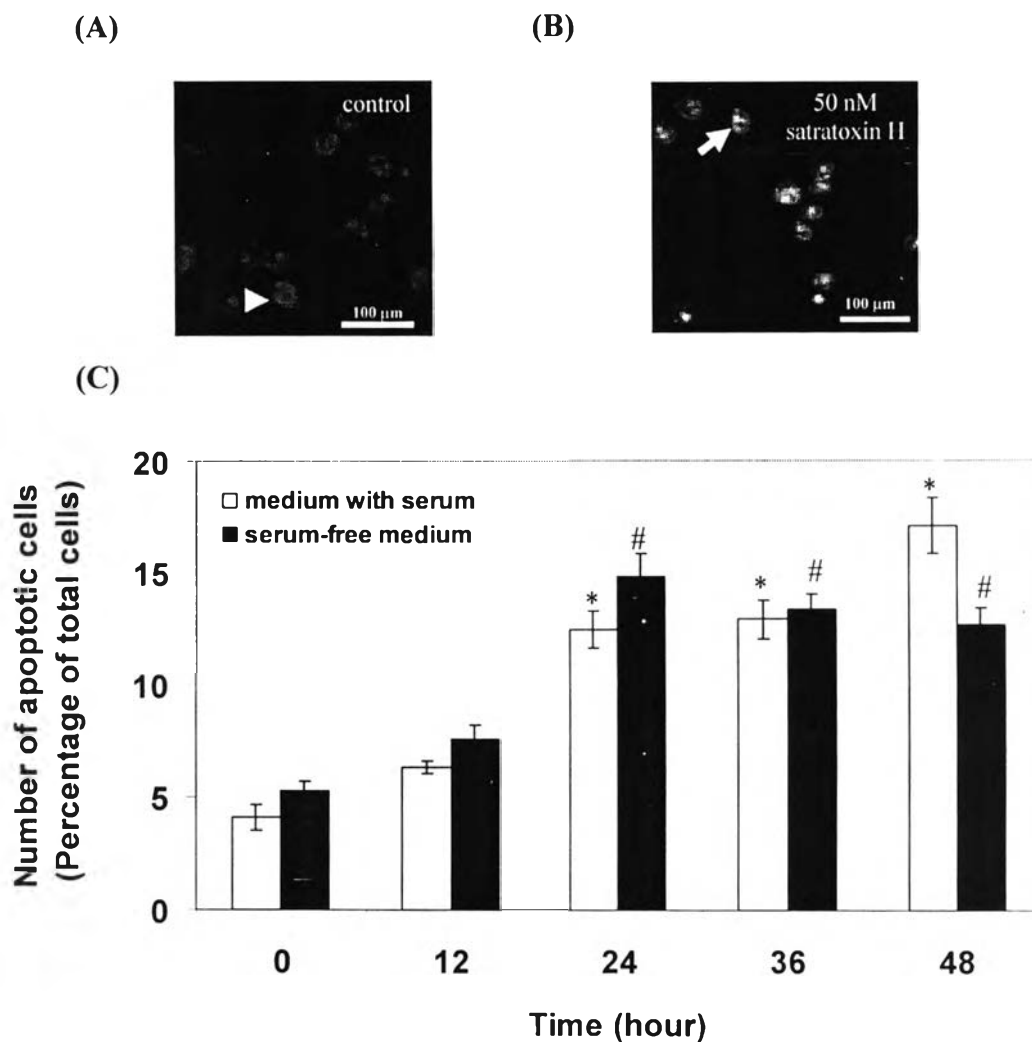 (A)
(B)
control
50 nM
satratoxin H
100 µm
100 µm
(C)
Number of apoptotic cells
(Percentage of total cells)
20
15
10
5
0
medium with serum
serum-free medium
*
#
*
#
*
#
0 12 24 36 48
Time (hour)